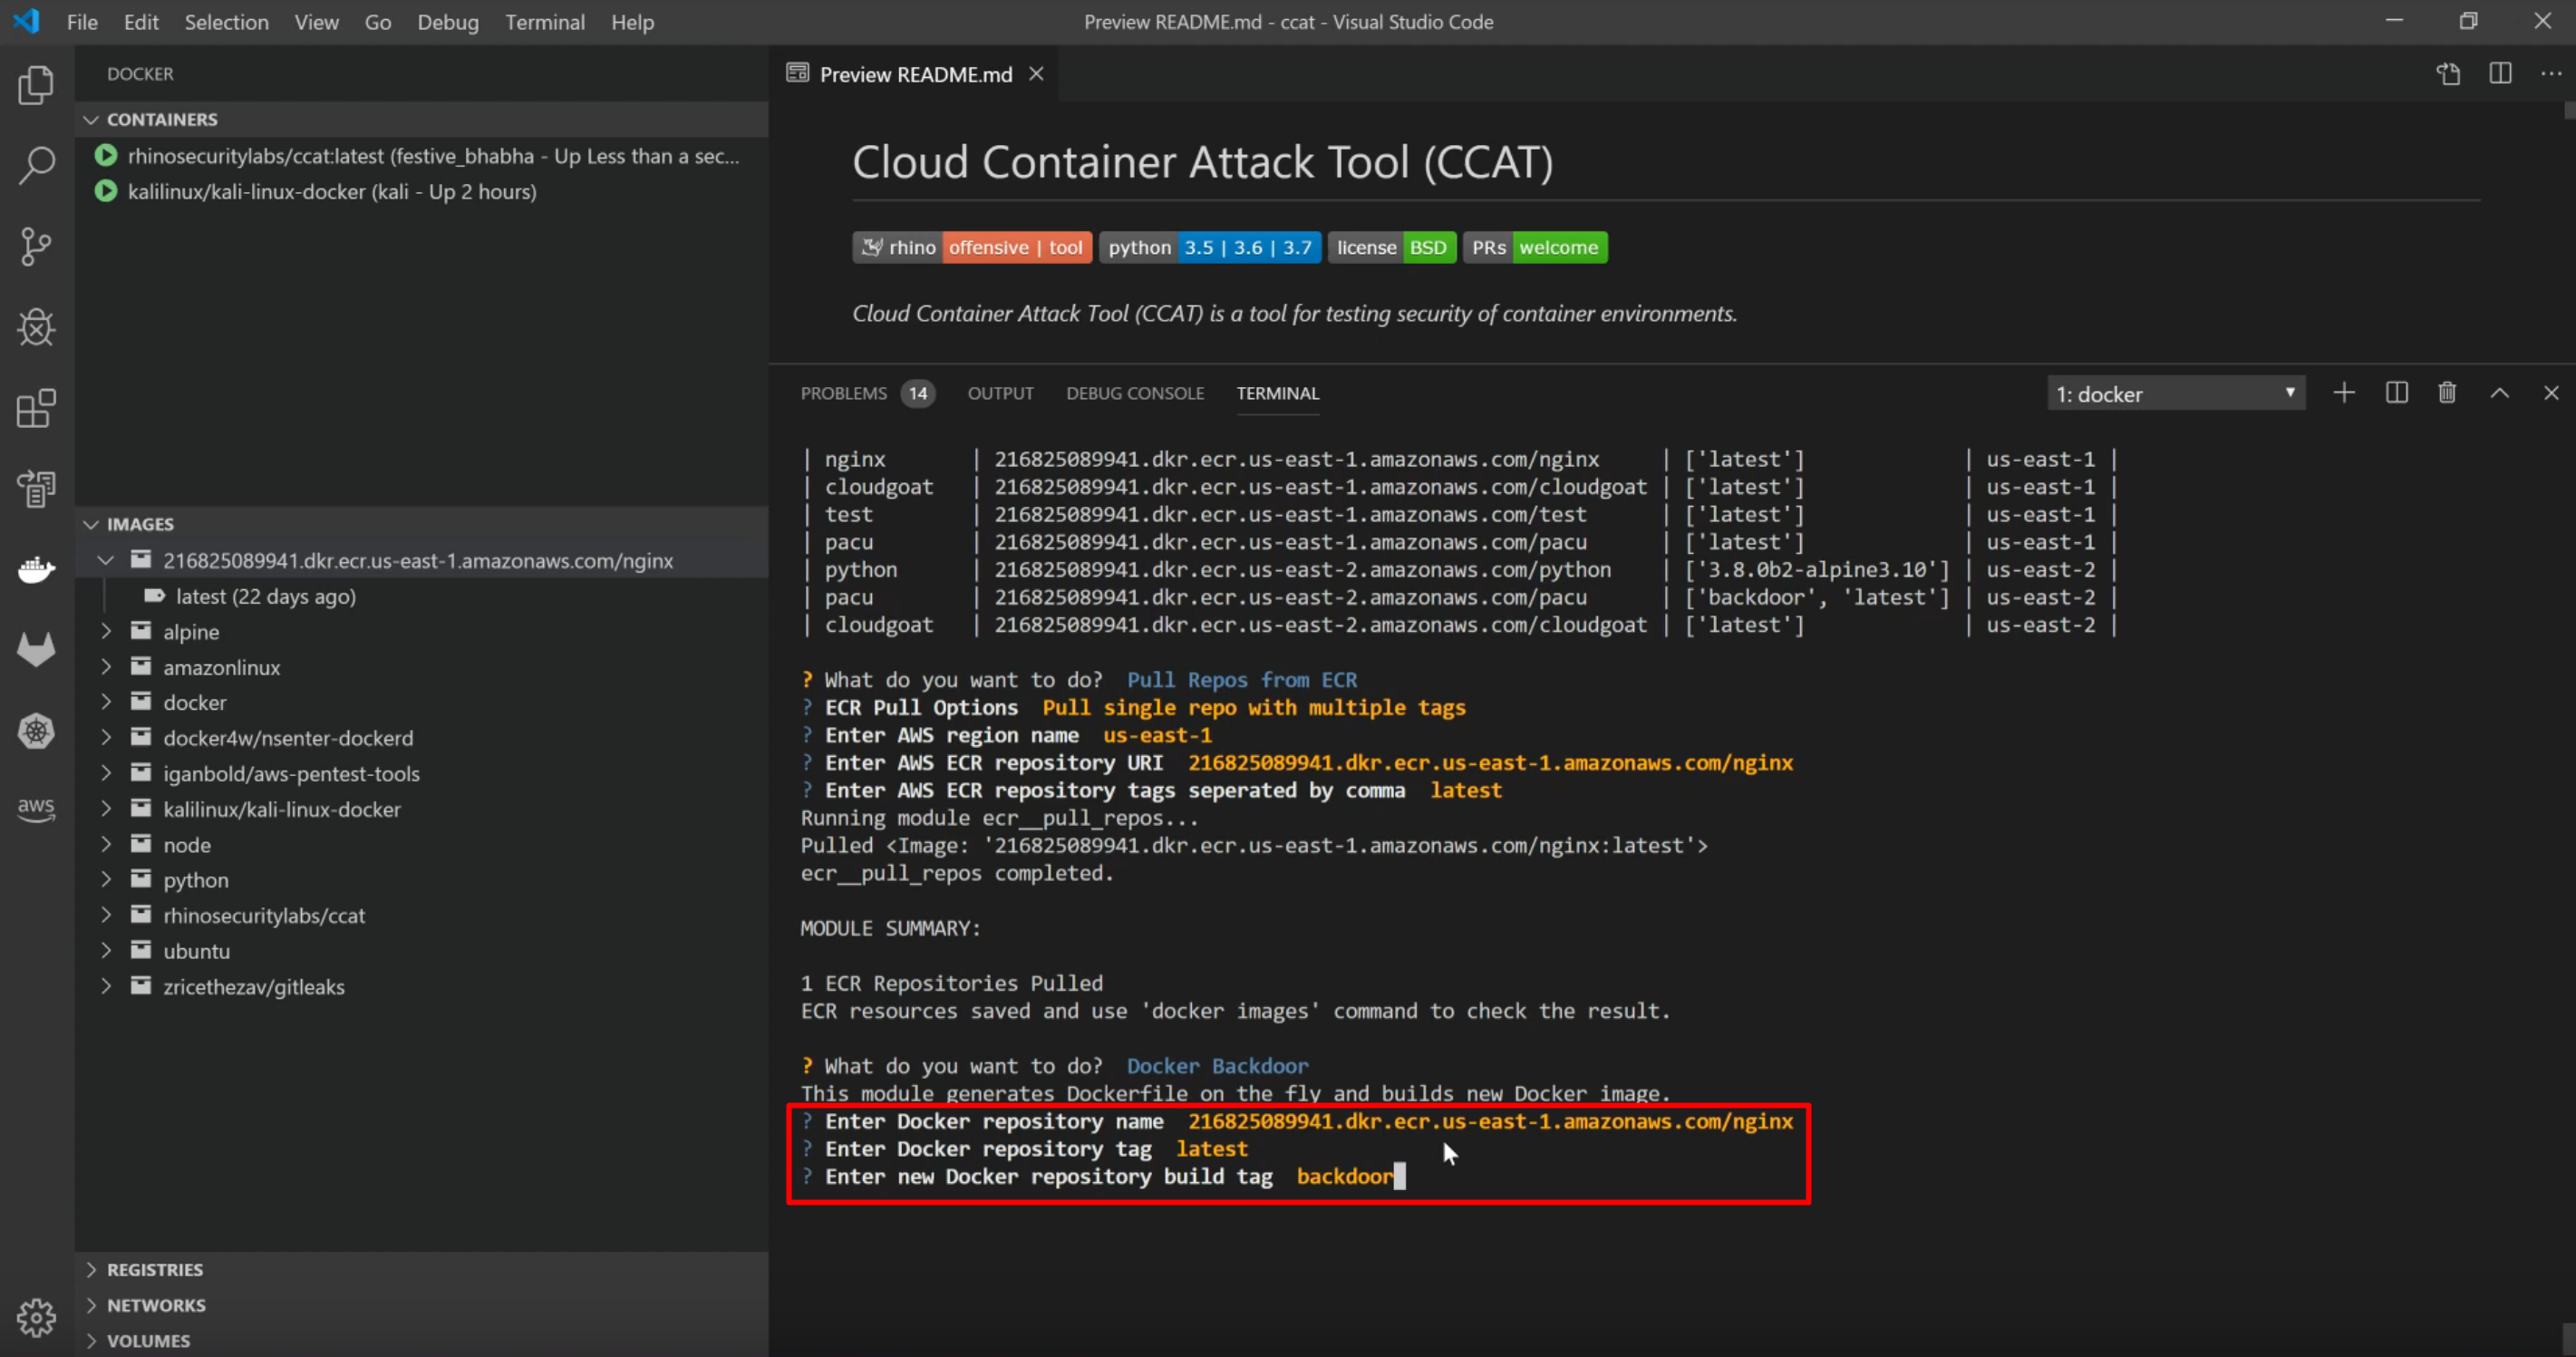 File Edit Selection View Go Debug Terminal Help
Preview README.md - ccat - Visual Studio Code
DOCKER
CONTAINERS
rhinosecuritylabs/ccat:latest (festive_bhabha - Up Less than a sec...
kalilinux/kali-linux-docker (kali - Up 2 hours)
IMAGES
216825089941.dkr.ecr.us-east-1.amazonaws.com/nginx
latest (22 days ago)
alpine
amazonlinux
docker
docker4w/nsenter-dockerd
iganbold/aws-pentest-tools
kalilinux/kali-linux-docker
node
python
rhinosecuritylabs/ccat
ubuntu
zricethezav/gitleaks
REGISTRIES
NETWORKS
VOLUMES
aws
Preview README.md
Cloud Container Attack Tool (CCAT)
rhino offensive | tool python 3.5 | 3.6 | 3.7 license BSD PRs welcome
Cloud Container Attack Tool (CCAT) is a tool for testing security of container environments.
PROBLEMS 14 OUTPUT DEBUG CONSOLE TERMINAL 1: docker
| nginx | 216825089941.dkr.ecr.us-east-1.amazonaws.com/nginx | ['latest'] | us-east-1 |
| cloudgoat | 216825089941.dkr.ecr.us-east-1.amazonaws.com/cloudgoat | ['latest'] | us-east-1 |
| test | 216825089941.dkr.ecr.us-east-1.amazonaws.com/test | ['latest'] | us-east-1 |
| pacu | 216825089941.dkr.ecr.us-east-1.amazonaws.com/pacu | ['latest'] | us-east-1 |
| python | 216825089941.dkr.ecr.us-east-2.amazonaws.com/python | ['3.8.0b2-alpine3.10'] | us-east-2 |
| pacu | 216825089941.dkr.ecr.us-east-2.amazonaws.com/pacu | ['backdoor', 'latest'] | us-east-2 |
| cloudgoat | 216825089941.dkr.ecr.us-east-2.amazonaws.com/cloudgoat | ['latest'] | us-east-2 |
? What do you want to do? Pull Repos from ECR
? ECR Pull Options Pull single repo with multiple tags
? Enter AWS region name us-east-1
? Enter AWS ECR repository URI 216825089941.dkr.ecr.us-east-1.amazonaws.com/nginx
? Enter AWS ECR repository tags seperated by comma latest
Running module ecr__pull_repos...
Pulled <Image: '216825089941.dkr.ecr.us-east-1.amazonaws.com/nginx:latest'>
ecr__pull_repos completed.
MODULE SUMMARY:
1 ECR Repositories Pulled
ECR resources saved and use 'docker images' command to check the result.
? What do you want to do? Docker Backdoor
This module generates Dockerfile on the fly and builds new Docker image.
? Enter Docker repository name 216825089941.dkr.ecr.us-east-1.amazonaws.com/nginx
? Enter Docker repository tag latest
? Enter new Docker repository build tag backdoor